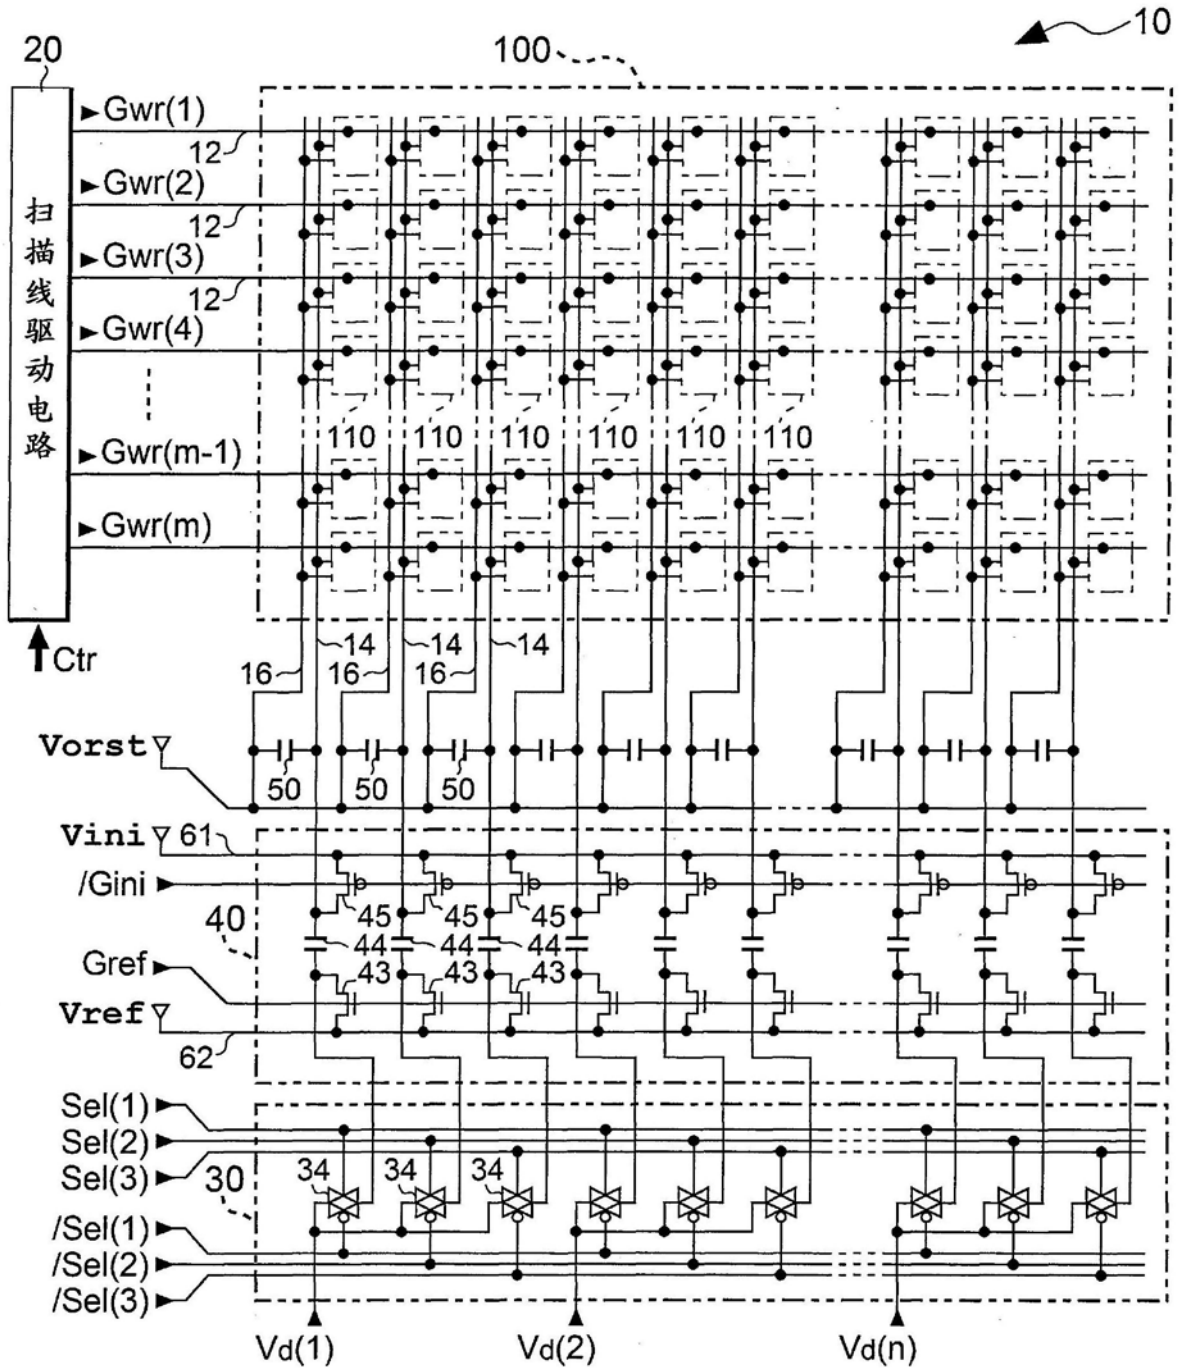 10
20
100
Gwr(1)
12
Gwr(2)
12
Gwr(3)
12
Gwr(4)
扫描线驱动电路
110 110 110 110 110 110
Gwr(m-1)
Gwr(m)
Ctr
14 14 14
16 16 16
Vorst
50 50 50
Vini 61
/Gini
45 45 45
40
44 44 44
Gref
43 43 43
Vref
62
Sel(1)
Sel(2)
Sel(3)
30
34 34 34
/Sel(1)
/Sel(2)
/Sel(3)
Vd(1) Vd(2) Vd(n)